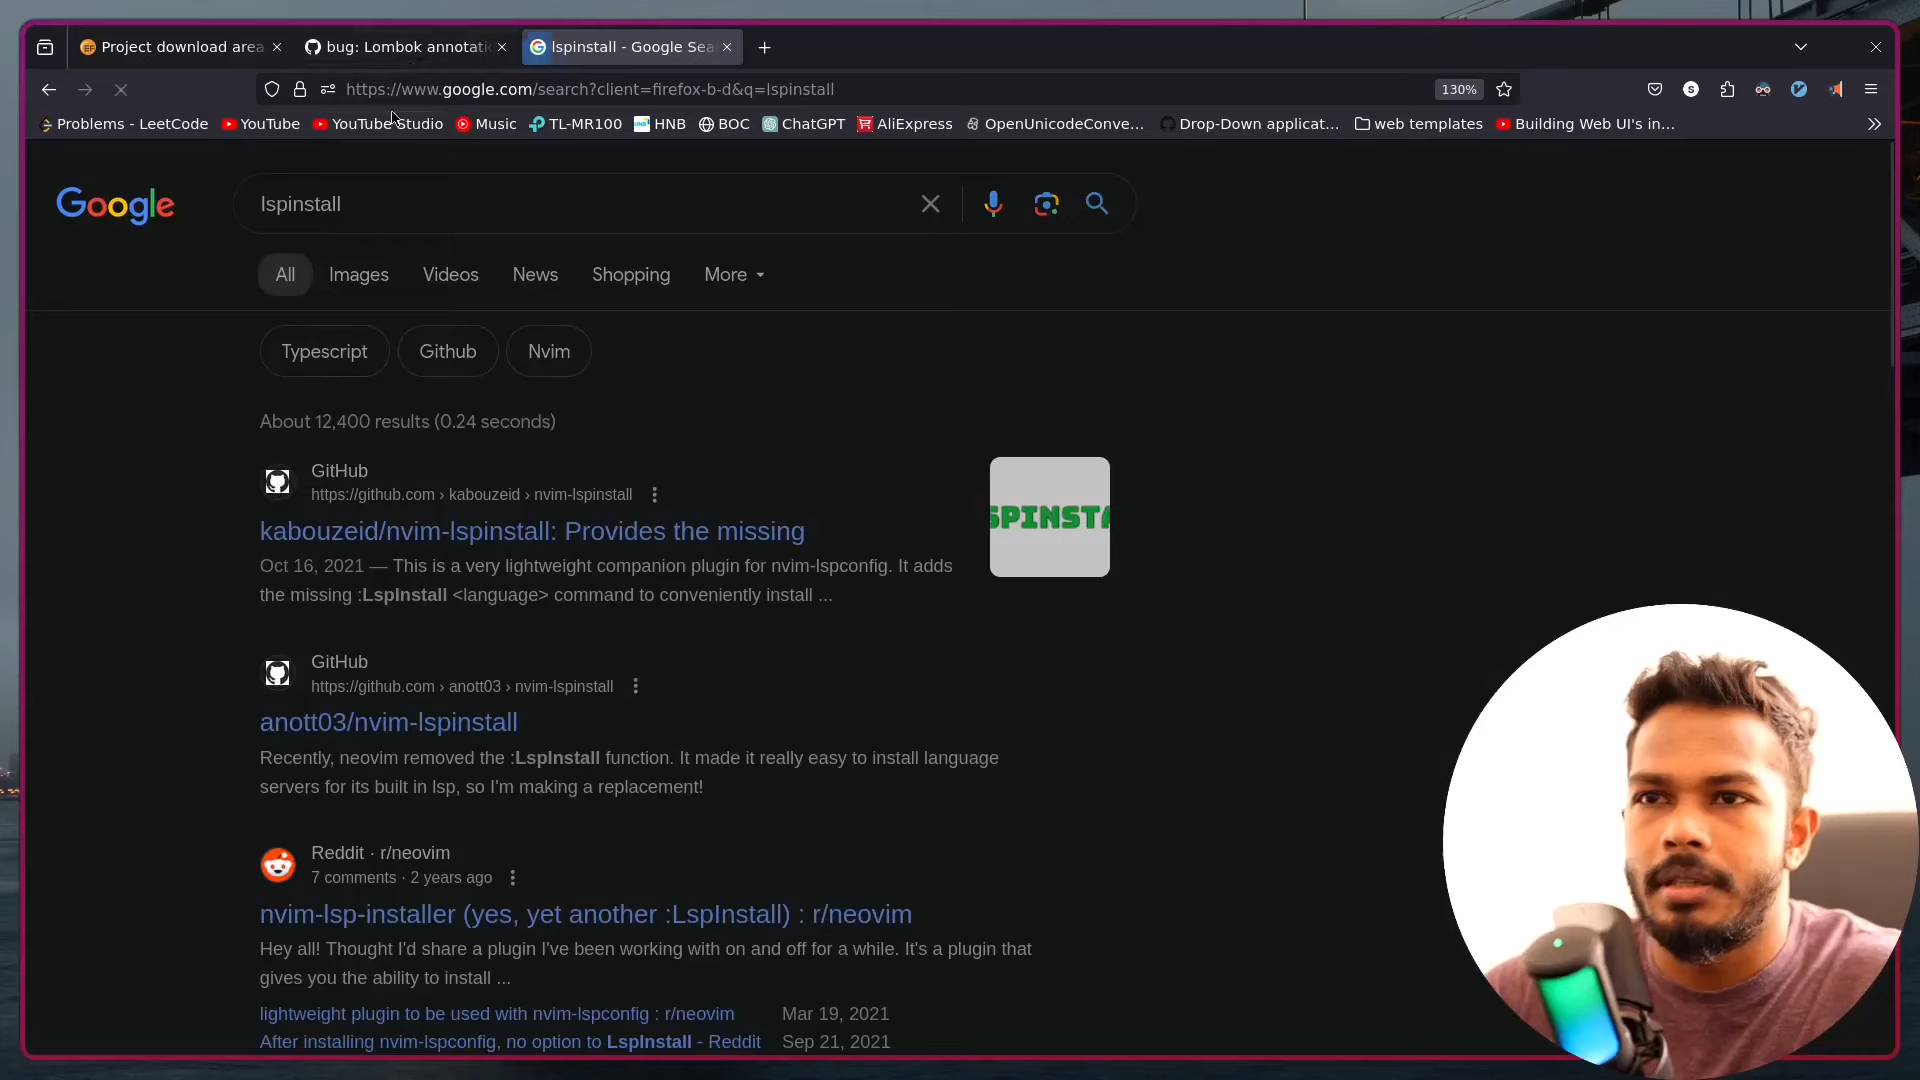 Project download area
bug: Lombok annotati
lspinstall - Google Sea
https://www.google.com/search?client=firefox-b-d&q=lspinstall
130%
Problems - LeetCode
YouTube
YouTube Studio
Music
TL-MR100
HNB
BOC
ChatGPT
AliExpress
OpenUnicodeConve…
Drop-Down applicat…
web templates
Building Web UI's in…
Google
lspinstall
All
Images
Videos
News
Shopping
More
Typescript
Github
Nvim
About 12,400 results (0.24 seconds)
GitHub
https://github.com › kabouzeid › nvim-lspinstall
kabouzeid/nvim-lspinstall: Provides the missing
Oct 16, 2021 — This is a very lightweight companion plugin for nvim-lspconfig. It adds
the missing :LspInstall <language> command to conveniently install ...
SPINSTA
GitHub
https://github.com › anott03 › nvim-lspinstall
anott03/nvim-lspinstall
Recently, neovim removed the :LspInstall function. It made it really easy to install language
servers for its built in lsp, so I'm making a replacement!
Reddit · r/neovim
7 comments · 2 years ago
nvim-lsp-installer (yes, yet another :LspInstall) : r/neovim
Hey all! Thought I'd share a plugin I've been working with on and off for a while. It's a plugin that
gives you the ability to install ...
lightweight plugin to be used with nvim-lspconfig : r/neovim
Mar 19, 2021
After installing nvim-lspconfig, no option to LspInstall - Reddit
Sep 21, 2021